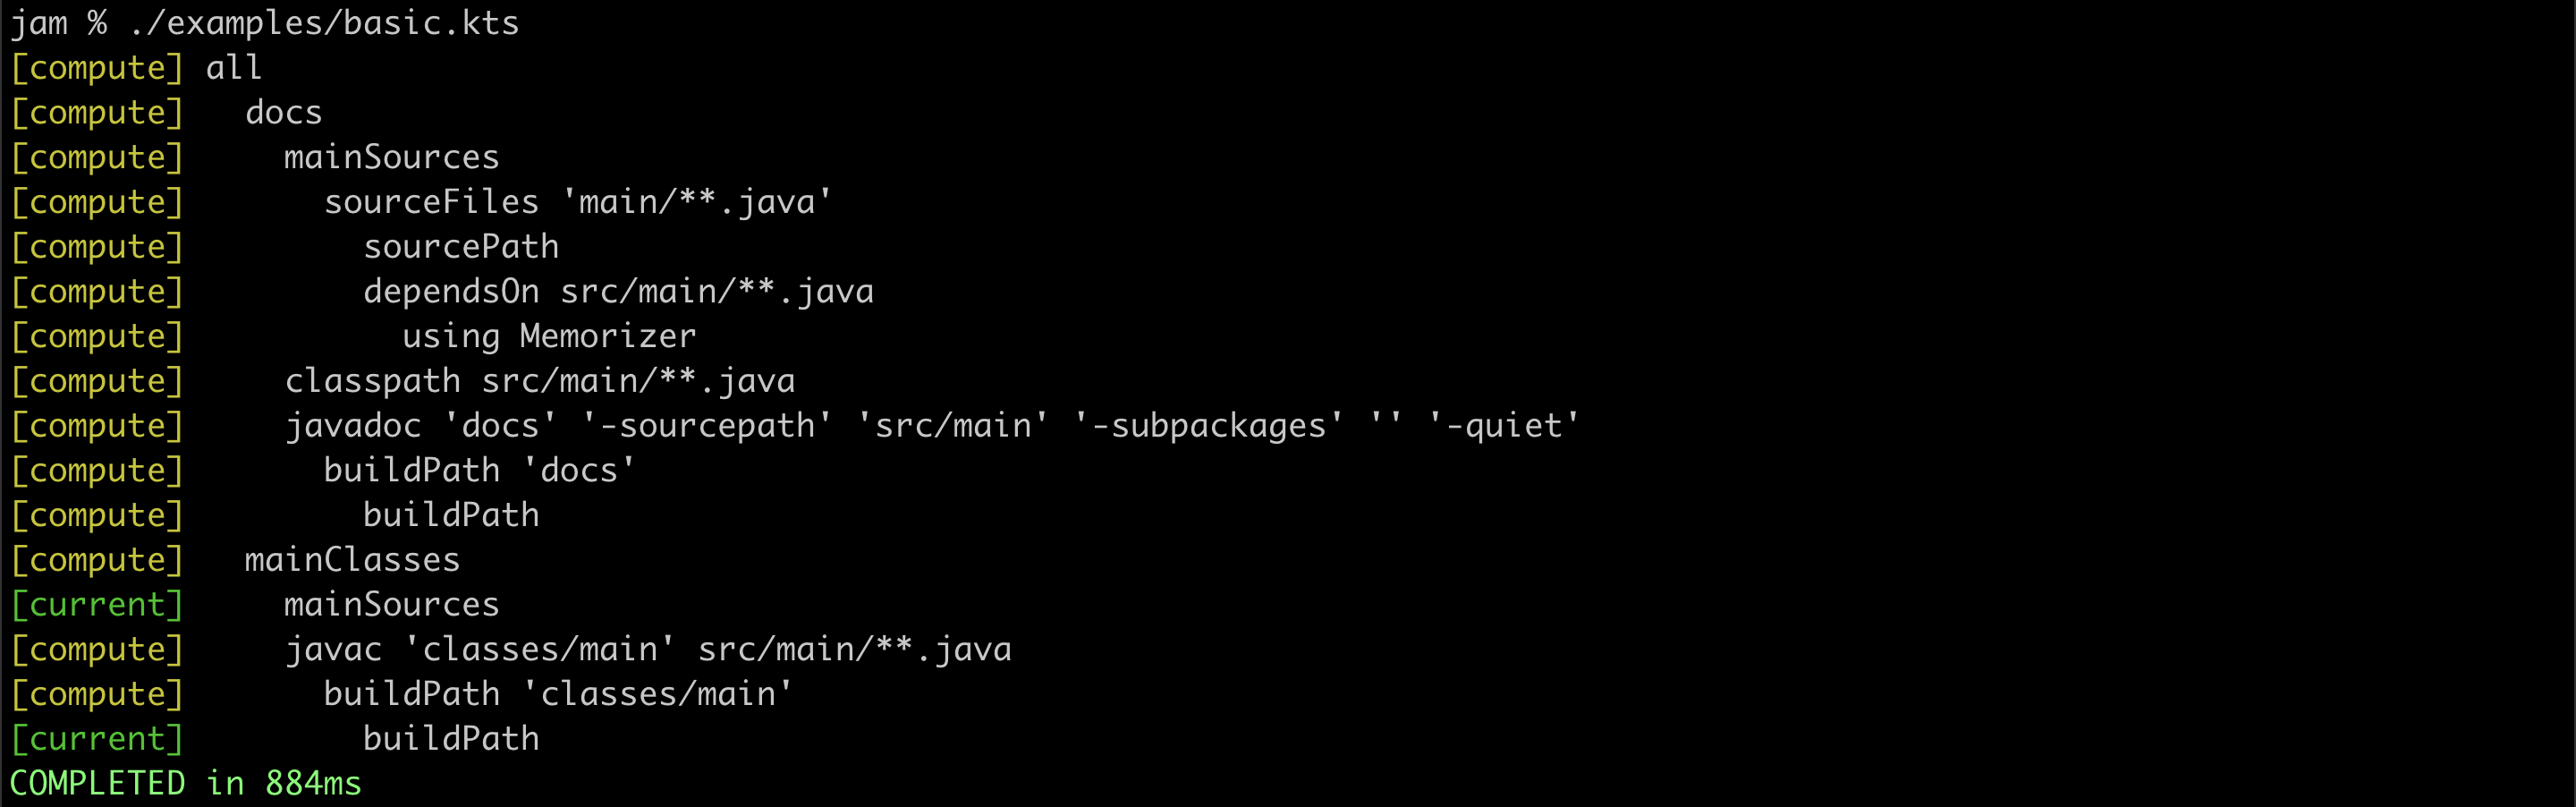 jam % ./examples/basic.kts
[compute] all
[compute]   docs
[compute]     mainSources
[compute]       sourceFiles 'main/**.java'
[compute]         sourcePath
[compute]         dependsOn src/main/**.java
[compute]           using Memorizer
[compute]     classpath src/main/**.java
[compute]     javadoc 'docs' '-sourcepath' 'src/main' '-subpackages' '' '-quiet'
[compute]       buildPath 'docs'
[compute]         buildPath
[compute]   mainClasses
[current]     mainSources
[compute]     javac 'classes/main' src/main/**.java
[compute]       buildPath 'classes/main'
[current]         buildPath
COMPLETED in 884ms